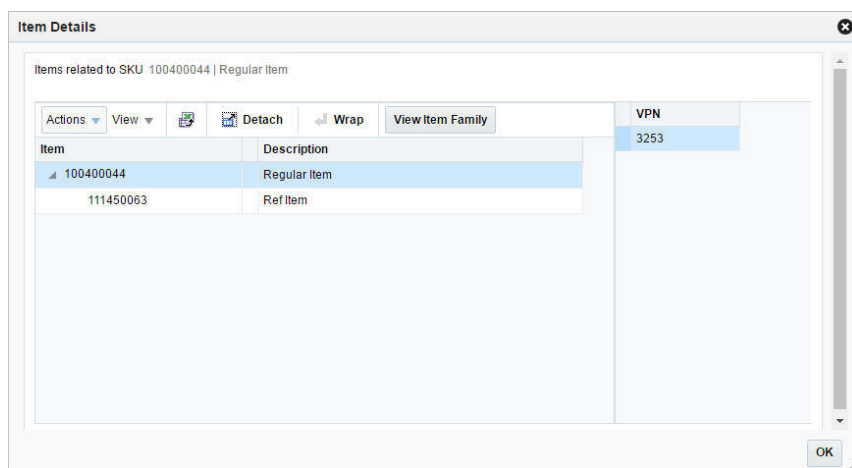 Item Details
Items related to SKU 100400044 | Regular Item
Actions View Detach Wrap View Item Family
VPN
3253
Item Description
100400044 Regular Item
111450063 Ref Item
OK